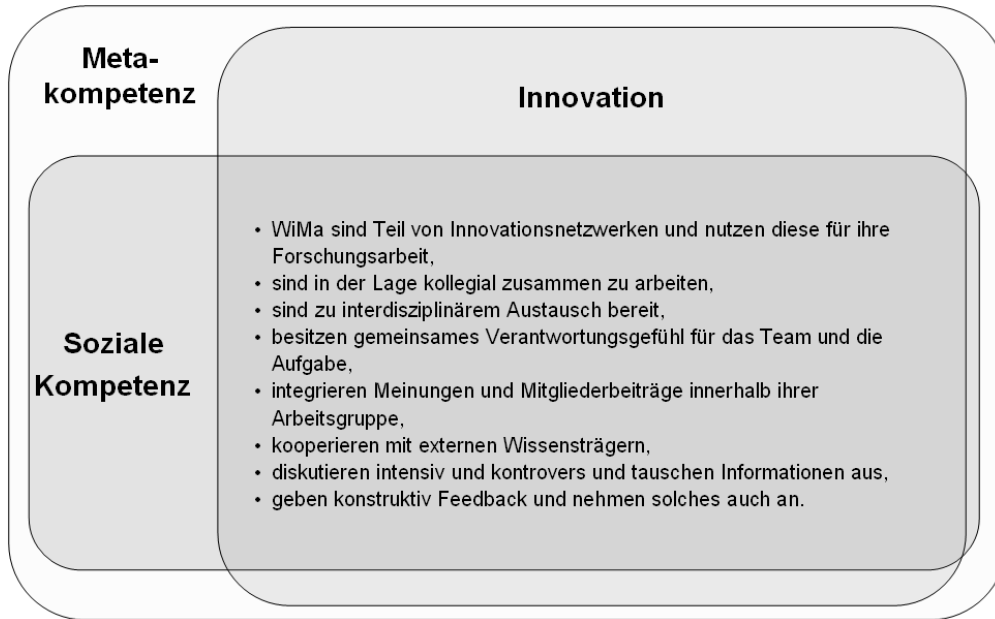 Meta-
kompetenz
Innovation
Soziale
Kompetenz
• WiMa sind Teil von Innovationsnetzwerken und nutzen diese für ihre
Forschungsarbeit,
• sind in der Lage kollegial zusammen zu arbeiten,
• sind zu interdisziplinärem Austausch bereit,
• besitzen gemeinsames Verantwortungsgefühl für das Team und die
Aufgabe,
• integrieren Meinungen und Mitgliederbeiträge innerhalb ihrer
Arbeitsgruppe,
• kooperieren mit externen Wissensträgern,
• diskutieren intensiv und kontrovers und tauschen Informationen aus,
• geben konstruktiv Feedback und nehmen solches auch an.